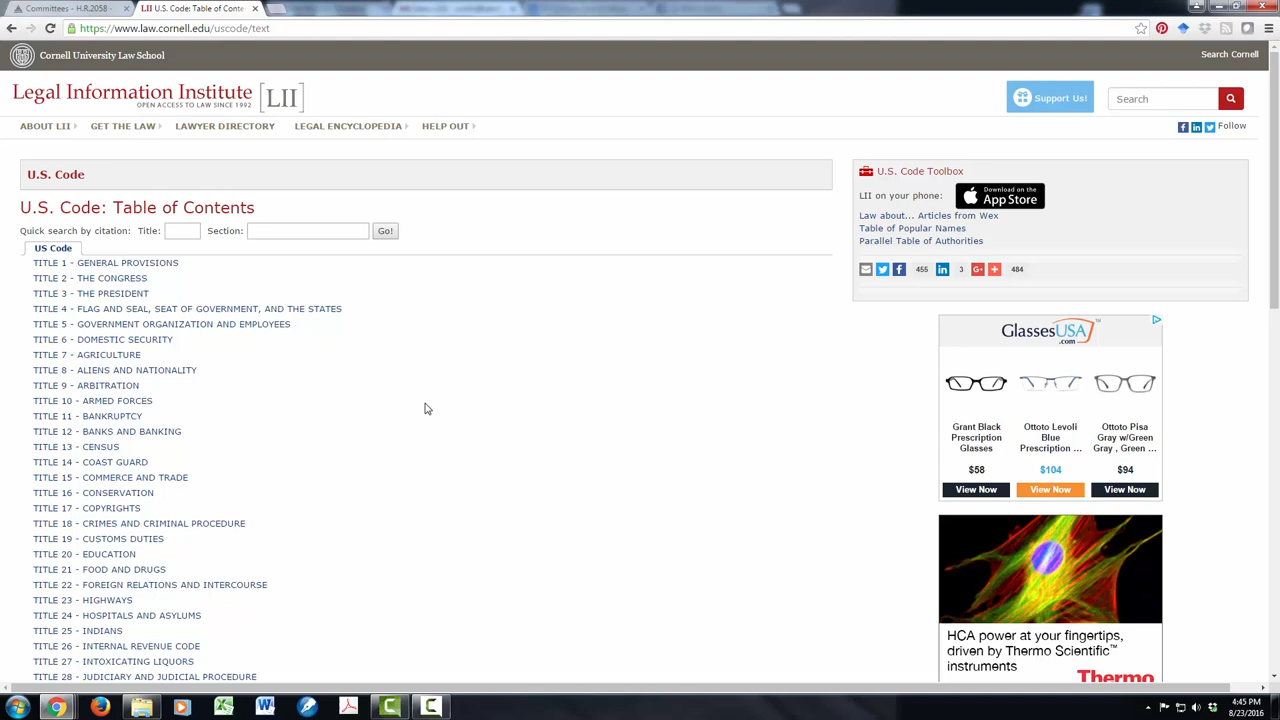 Committees - H.R.2058 -
LII U.S. Code: Table of Conte
https://www.law.cornell.edu/uscode/text
Cornell University Law School
Search Cornell
Legal Information Institute [LII]
OPEN ACCESS TO LAW SINCE 1992
Support Us!
Search
ABOUT LII GET THE LAW LAWYER DIRECTORY LEGAL ENCYCLOPEDIA HELP OUT
Follow
U.S. Code
U.S. Code: Table of Contents
Quick search by citation: Title: Section: Go!
US Code
TITLE 1 - GENERAL PROVISIONS
TITLE 2 - THE CONGRESS
TITLE 3 - THE PRESIDENT
TITLE 4 - FLAG AND SEAL, SEAT OF GOVERNMENT, AND THE STATES
TITLE 5 - GOVERNMENT ORGANIZATION AND EMPLOYEES
TITLE 6 - DOMESTIC SECURITY
TITLE 7 - AGRICULTURE
TITLE 8 - ALIENS AND NATIONALITY
TITLE 9 - ARBITRATION
TITLE 10 - ARMED FORCES
TITLE 11 - BANKRUPTCY
TITLE 12 - BANKS AND BANKING
TITLE 13 - CENSUS
TITLE 14 - COAST GUARD
TITLE 15 - COMMERCE AND TRADE
TITLE 16 - CONSERVATION
TITLE 17 - COPYRIGHTS
TITLE 18 - CRIMES AND CRIMINAL PROCEDURE
TITLE 19 - CUSTOMS DUTIES
TITLE 20 - EDUCATION
TITLE 21 - FOOD AND DRUGS
TITLE 22 - FOREIGN RELATIONS AND INTERCOURSE
TITLE 23 - HIGHWAYS
TITLE 24 - HOSPITALS AND ASYLUMS
TITLE 25 - INDIANS
TITLE 26 - INTERNAL REVENUE CODE
TITLE 27 - INTOXICATING LIQUORS
TITLE 28 - JUDICIARY AND JUDICIAL PROCEDURE
U.S. Code Toolbox
LII on your phone:
Download on the
App Store
Law about... Articles from Wex
Table of Popular Names
Parallel Table of Authorities
455 3 484
GlassesUSA™
.com
Grant Black
Prescription
Glasses
$58
View Now
Ottoto Levoli
Blue
Prescription ...
$104
View Now
Ottoto Pisa
Gray w/Green
Gray , Green ...
$94
View Now
HCA power at your fingertips,
driven by Thermo Scientific™
instruments
Thermo
4:45 PM
8/23/2016